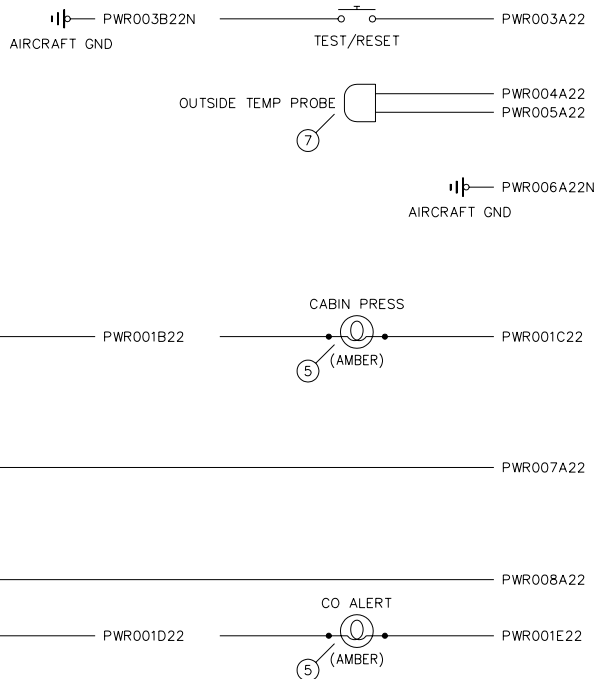 PWR003B22N
PWR003A22
AIRCRAFT GND
TEST/RESET
PWR004A22
OUTSIDE TEMP PROBE
PWR005A22
7
PWR006A22N
AIRCRAFT GND
CABIN PRESS
PWR001B22
PWR001C22
(AMBER)
5
PWR007A22
PWR008A22
CO ALERT
PWR001D22
PWR001E22
(AMBER)
5